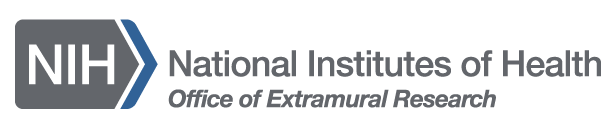 NIH
National Institutes of Health
Office of Extramural Research